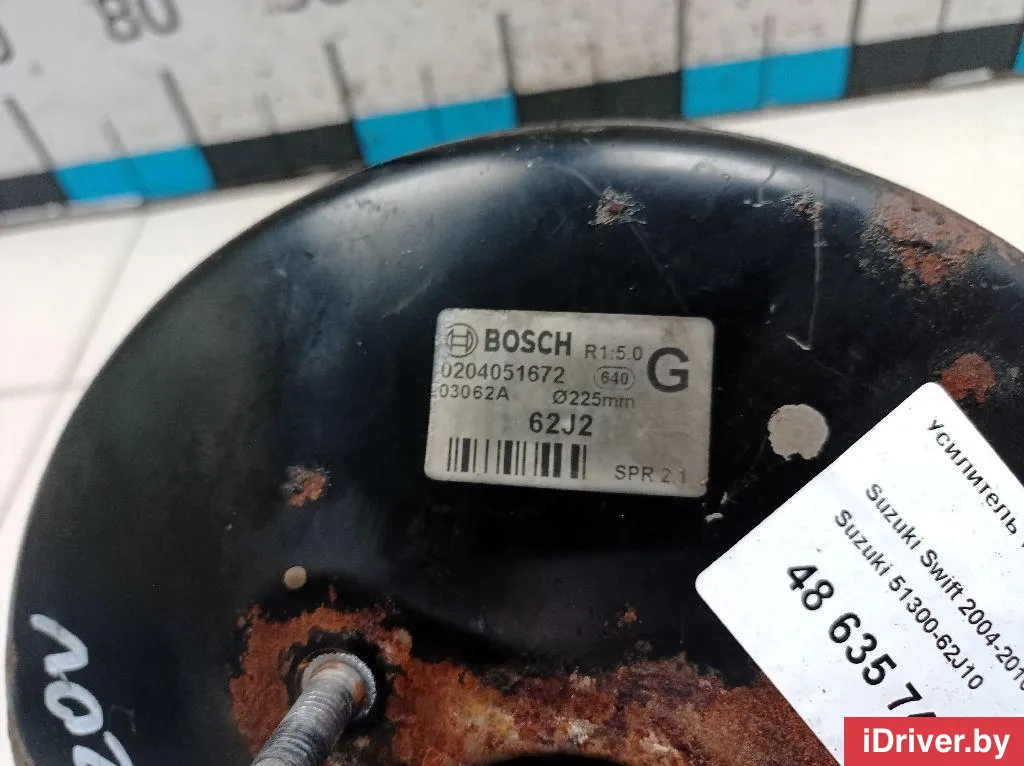 80
BOSCH R1:5.0 G
0204051672 640
03062A Ø225mm
62J2
SPR 2.1
усилитель
Suzuki Swift 2004-201
Suzuki 51300-62J10
48 635 7
iDriver.by